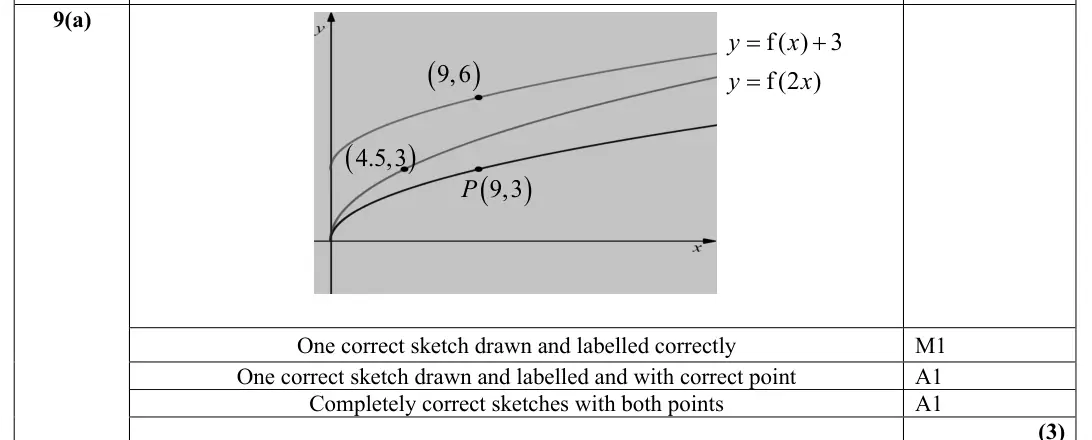 9(a)
y
y = f(x) + 3
(9, 6)
y = f(2x)
(4.5, 3)
P(9, 3)
x
One correct sketch drawn and labelled correctly M1
One correct sketch drawn and labelled and with correct point A1
Completely correct sketches with both points A1
(3)